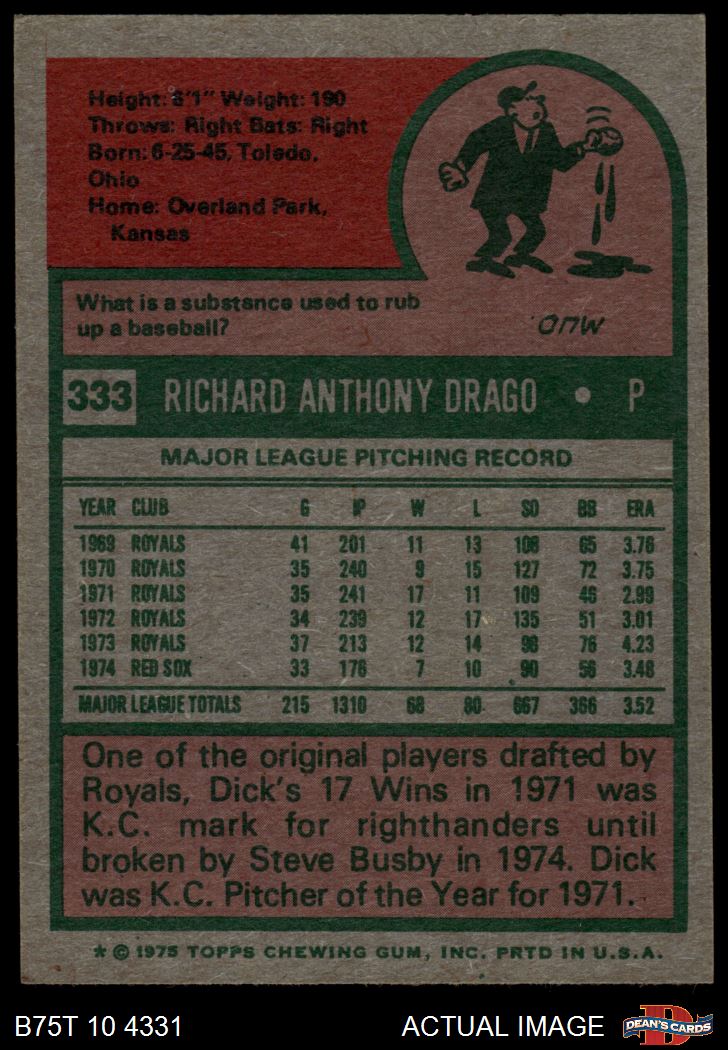 Height: 6'1" Weight: 190
Throws: Right Bats: Right
Born: 6-25-45, Toledo,
Ohio
Home: Overland Park,
Kansas
What is a substance used to rub
up a baseball?
MUD
333 RICHARD ANTHONY DRAGO • P
MAJOR LEAGUE PITCHING RECORD
YEAR CLUB G IP W L SO BB ERA
1969 ROYALS 41 201 11 13 108 65 3.76
1970 ROYALS 35 240 9 15 127 72 3.75
1971 ROYALS 35 241 17 11 109 46 2.99
1972 ROYALS 34 239 12 17 135 51 3.01
1973 ROYALS 37 213 12 14 98 76 4.23
1974 RED SOX 33 176 7 10 90 56 3.48
MAJOR LEAGUE TOTALS 215 1310 68 80 667 366 3.52
One of the original players drafted by
Royals, Dick's 17 Wins in 1971 was
K.C. mark for righthanders until
broken by Steve Busby in 1974. Dick
was K.C. Pitcher of the Year for 1971.
* © 1975 TOPPS CHEWING GUM, INC. PRTD IN U.S.A.
B75T 10 4331 ACTUAL IMAGE
D
DEAN'S CARDS